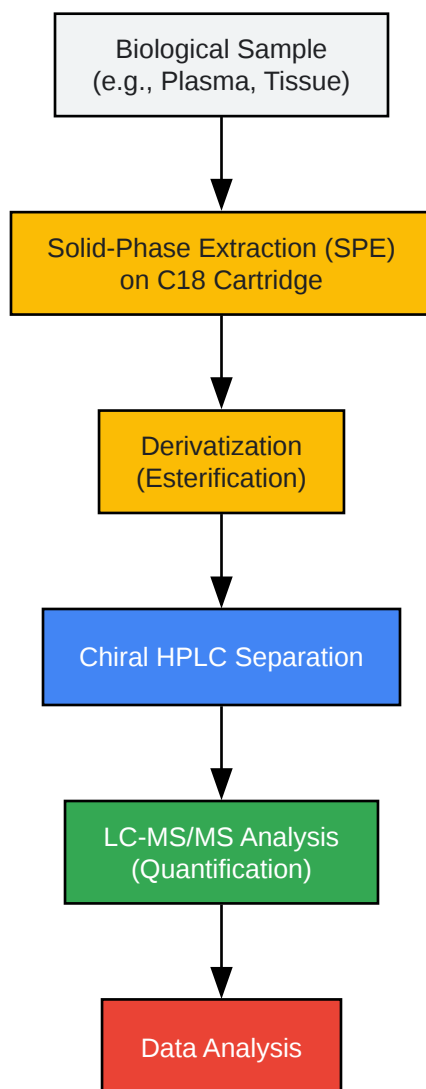 Biological Sample
(e.g., Plasma, Tissue)
Solid-Phase Extraction (SPE)
on C18 Cartridge
Derivatization
(Esterification)
Chiral HPLC Separation
LC-MS/MS Analysis
(Quantification)
Data Analysis